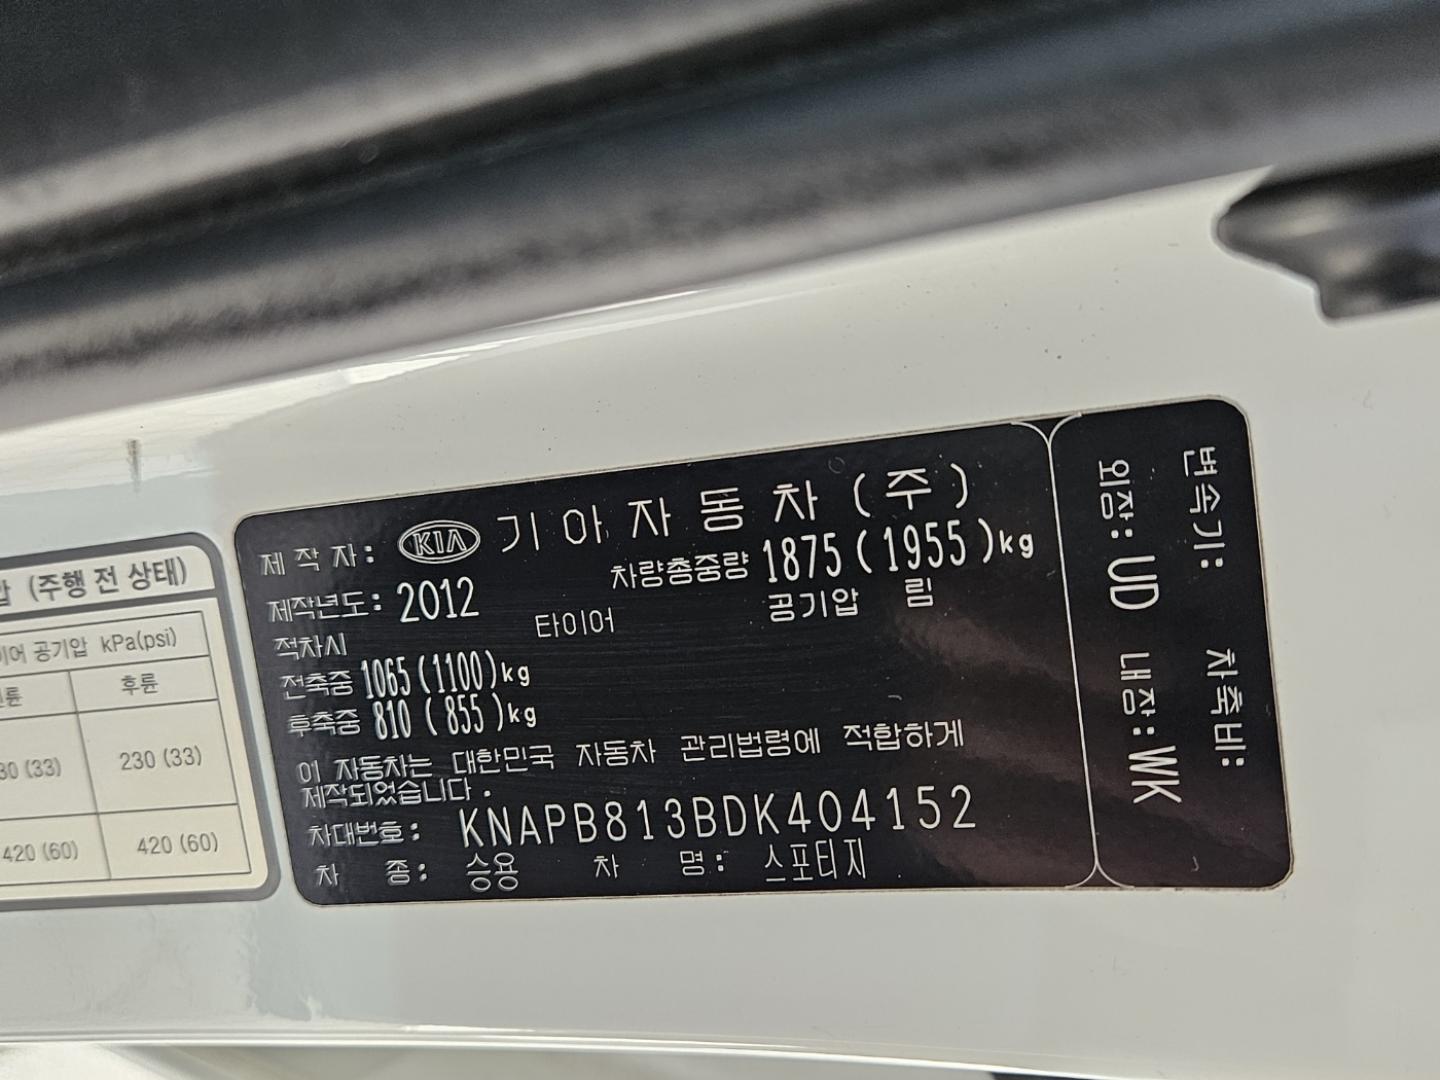 압 (주행 전 상태)
이어 공기압 kPa(psi)
륜 후륜
30 (33) 230 (33)
420 (60) 420 (60)
제 작 자: KIA 기 아 자 동 차 (주)
제작년도: 2012 차량총중량 1875 (1955)kg
적차시 타이어 공기압 림
전축중 1065 (1100)kg
후축중 810 (855)kg
이 자동차는 대한민국 자동차 관리법령에 적합하게
제작되었습니다.
차대번호: KNAPB813BDK404152
차 종: 승용 차 명: 스포티지
변속기: 차축비:
외장: UD 내장: WK